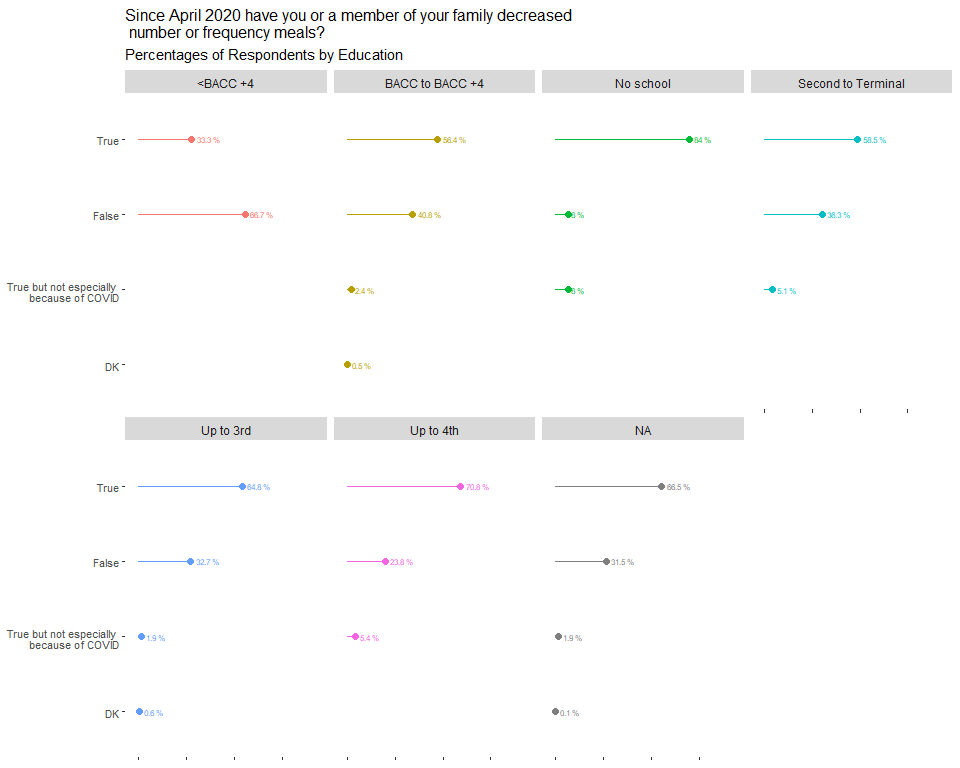 Since April 2020 have you or a member of your family decreased
number or frequency meals?
Percentages of Respondents by Education
<BACC +4
BACC to BACC +4
No school
Second to Terminal
True
33.3 %
56.4 %
84 %
58.5 %
False
66.7 %
40.8 %
8 %
36.3 %
True but not especially
because of COVID
2.4 %
8 %
5.1 %
DK
0.5 %
Up to 3rd
Up to 4th
NA
True
64.8 %
70.8 %
66.5 %
False
32.7 %
23.8 %
31.5 %
True but not especially
because of COVID
1.9 %
5.4 %
1.9 %
DK
0.6 %
0.1 %